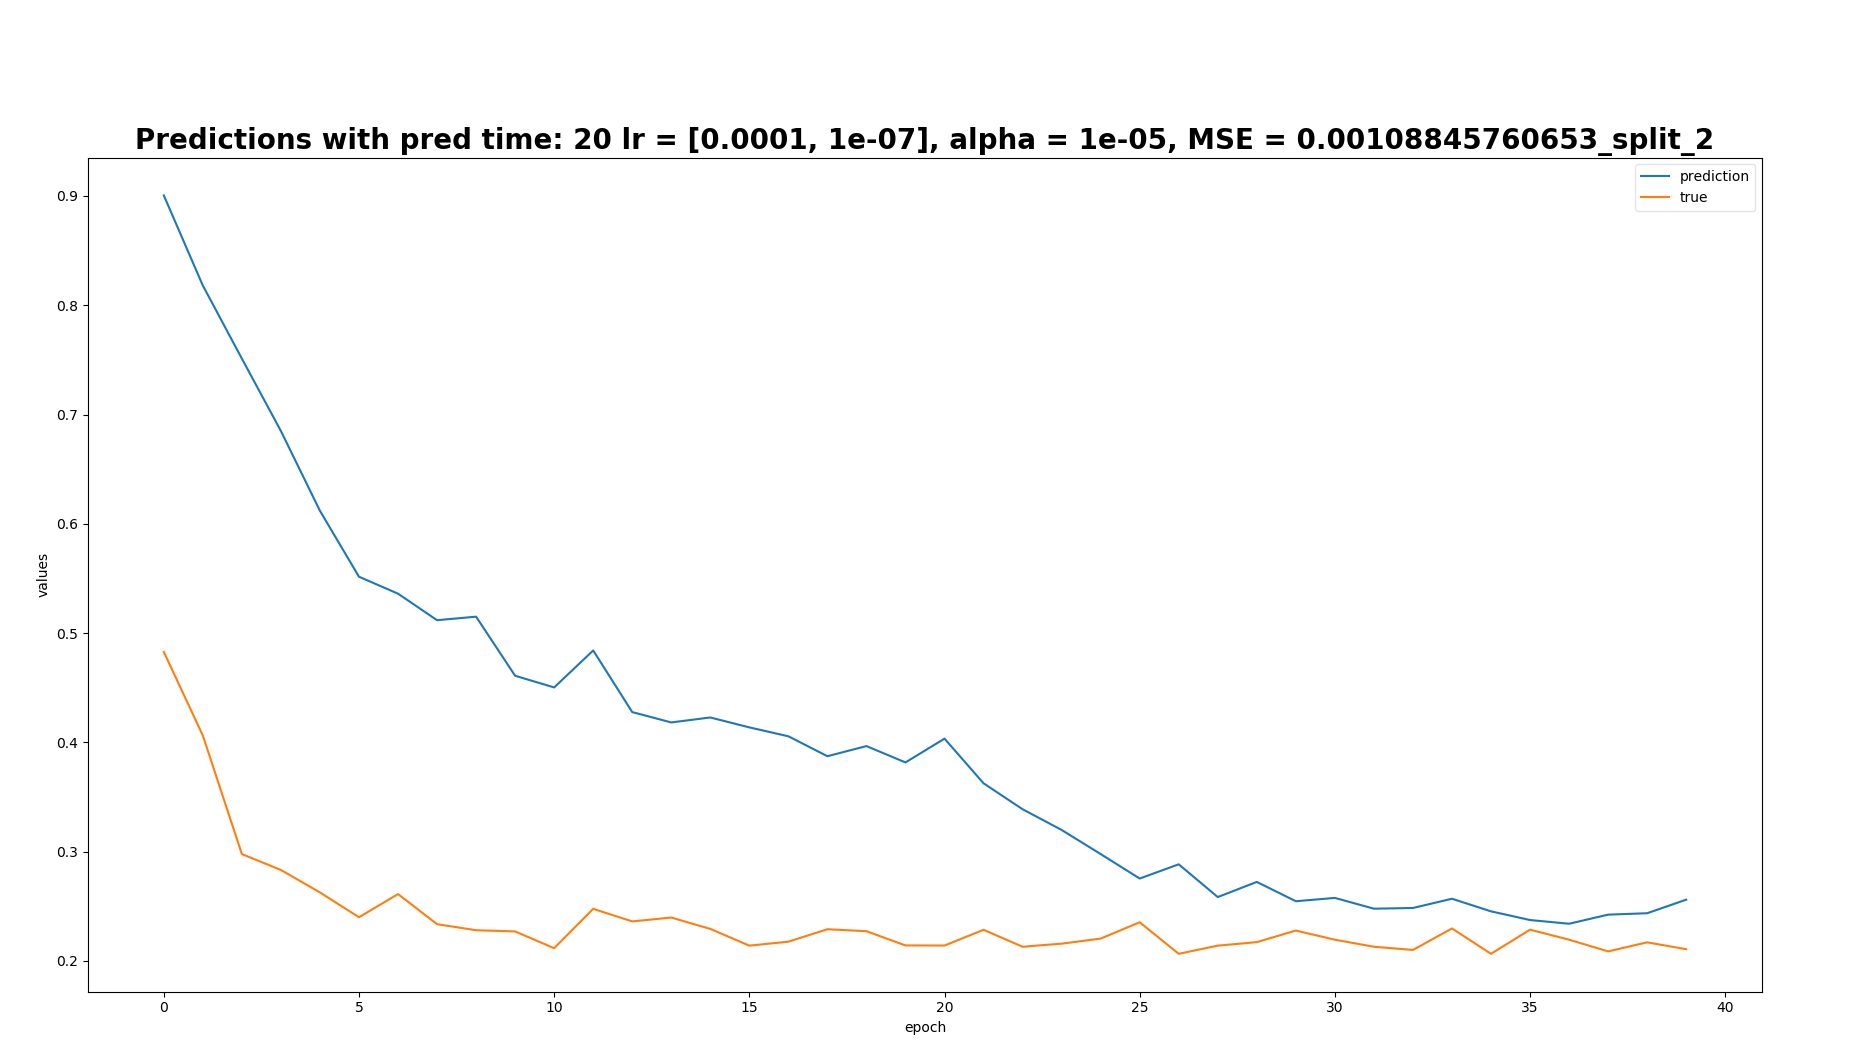 Predictions with pred time: 20 lr = [0.0001, 1e-07], alpha = 1e-05, MSE = 0.00108845760653_split_2
prediction
true
0.9
0.8
0.7
0.6
0.5
0.4
0.3
0.2
values
0 5 10 15 20 25 30 35 40
epoch